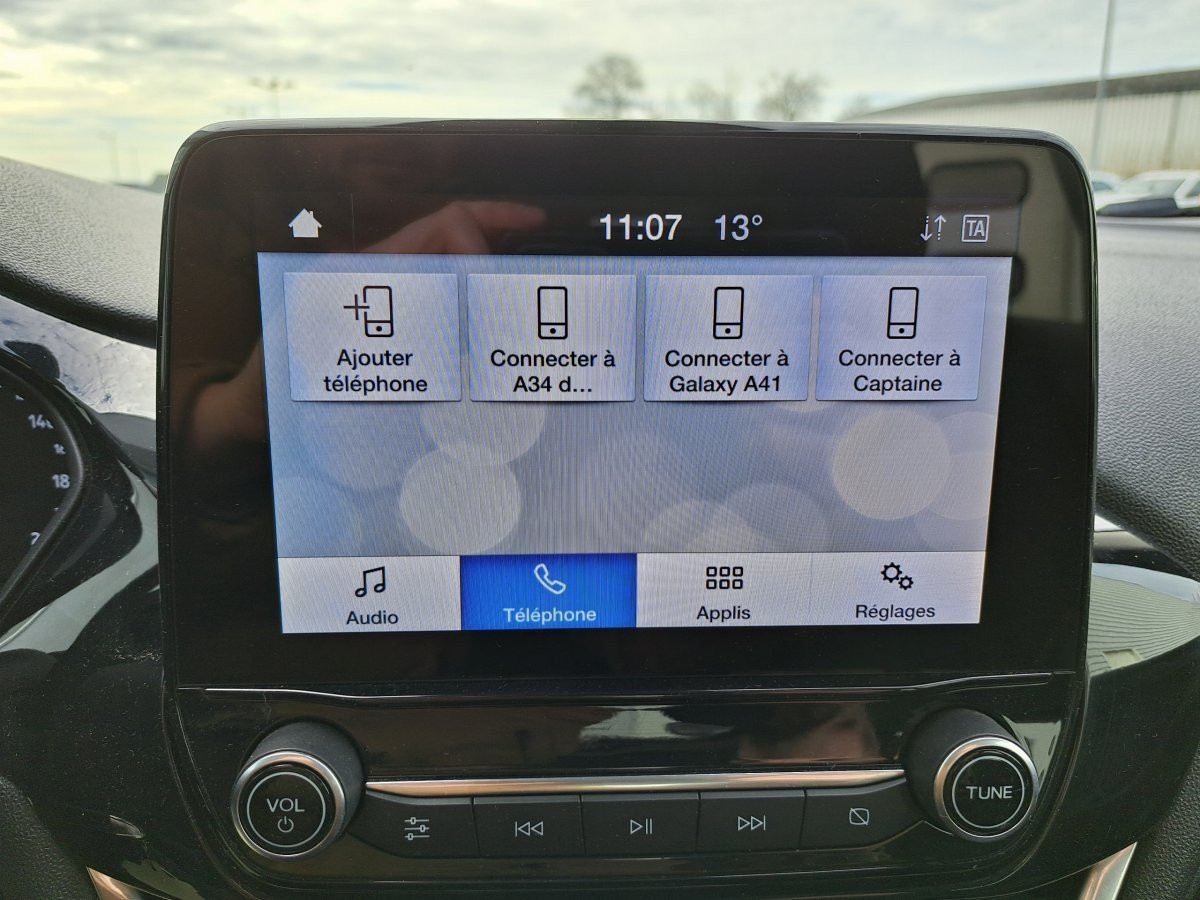 11:07 13° TA
Ajouter
téléphone
Connecter à
A34 d...
Connecter à
Galaxy A41
Connecter à
Captaine
Audio
Téléphone
Applis
Réglages
VOL
TUNE
18